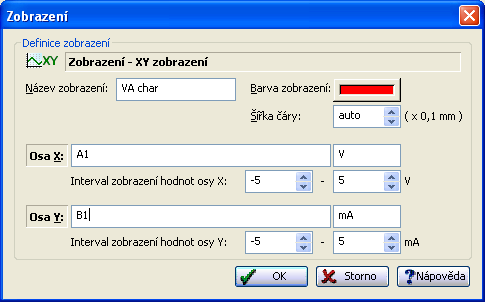 Zobrazení
Definice zobrazení
XY Zobrazení - XY zobrazení
Název zobrazení: VA char Barva zobrazení:
Šířka čáry: auto ( x 0,1 mm )
Osa X: A1 V
Interval zobrazení hodnot osy X: -5 - 5 V
Osa Y: B1 mA
Interval zobrazení hodnot osy Y: -5 - 5 mA
OK Storno ? Nápověda